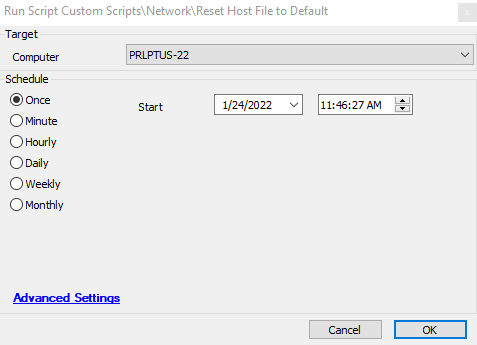 Run Script Custom Scripts\Network\Reset Host File to Default
Target
Computer PRLPTUS-22
Schedule
Once Start 1/24/2022 11:46:27 AM
Minute
Hourly
Daily
Weekly
Monthly
Advanced Settings
Cancel OK